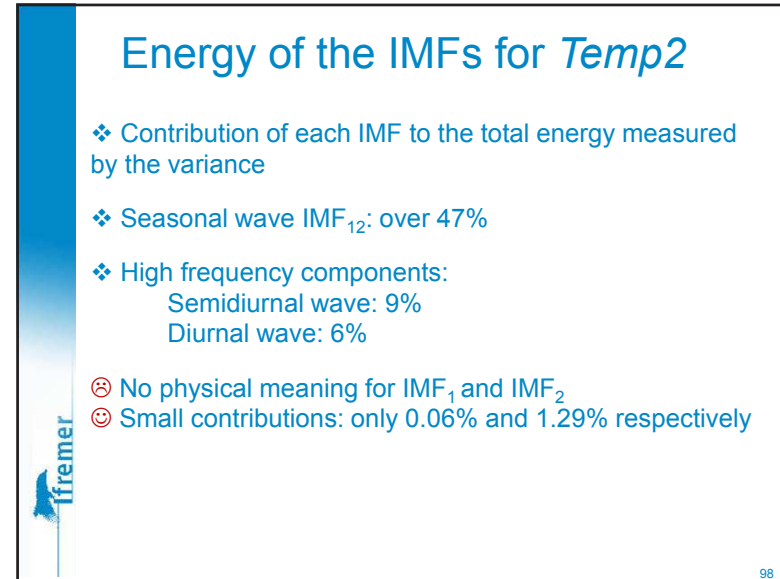 Energy of the IMFs for Temp2
❖ Contribution of each IMF to the total energy measured
by the variance
❖ Seasonal wave IMF₁₂: over 47%
❖ High frequency components:
Semidiurnal wave: 9%
Diurnal wave: 6%
☹ No physical meaning for IMF₁ and IMF₂
☺ Small contributions: only 0.06% and 1.29% respectively
Ifremer
98